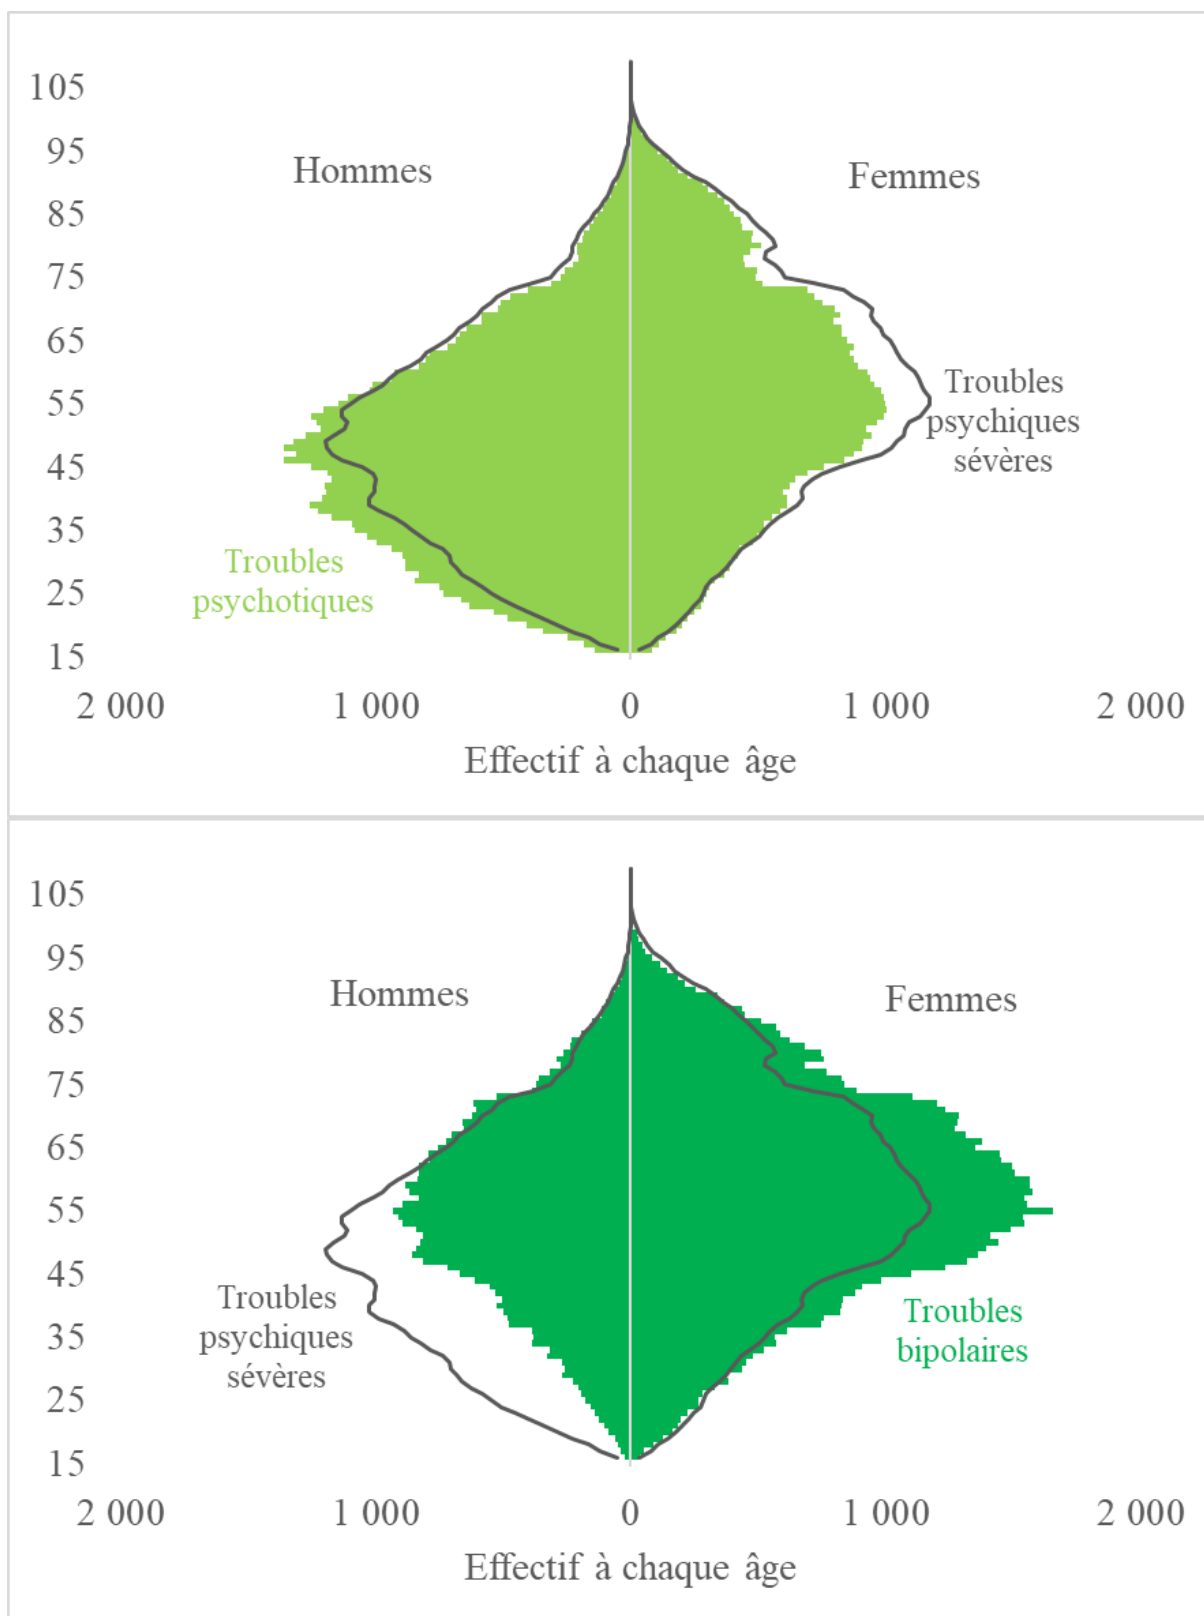 105
95
Hommes
Femmes
85
75
65
55
Troubles
psychiques
sévères
45
35
Troubles
psychotiques
25
15
2 000
1 000
0
1 000
2 000
Effectif à chaque âge
105
95
Hommes
Femmes
85
75
65
55
45
Troubles
psychiques
sévères
Troubles
bipolaires
35
25
15
2 000
1 000
0
1 000
2 000
Effectif à chaque âge